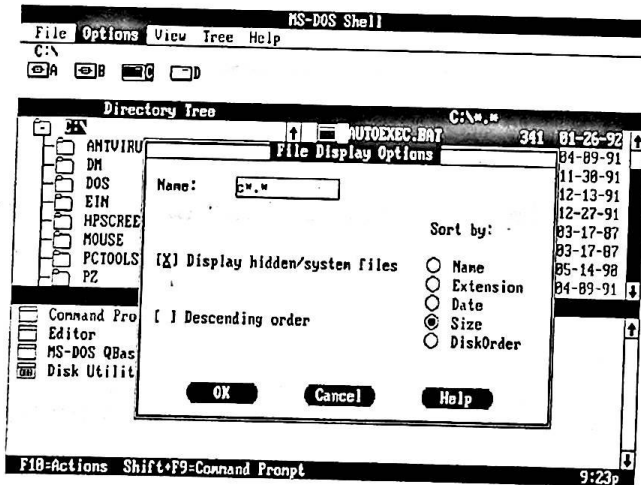 MS-DOS Shell
File Options View Tree Help
C:\
A B C D
Directory Tree
C:\*.*
C:\
ANTVIRU
DM
DOS
EIN
HPSCREE
MOUSE
PCTOOLS
PZ
AUTOEXEC.BAT 341 01-26-92
04-09-91
11-30-91
12-13-91
12-27-91
03-17-87
03-17-87
05-14-90
04-09-91
File Display Options
Name: c*.*
Sort by:
[X] Display hidden/system files
[ ] Descending order
Name
Extension
Date
Size
DiskOrder
OK Cancel Help
Command Pro
Editor
MS-DOS QBas
Disk Utilit
F10=Actions Shift+F9=Command Prompt
9:23p